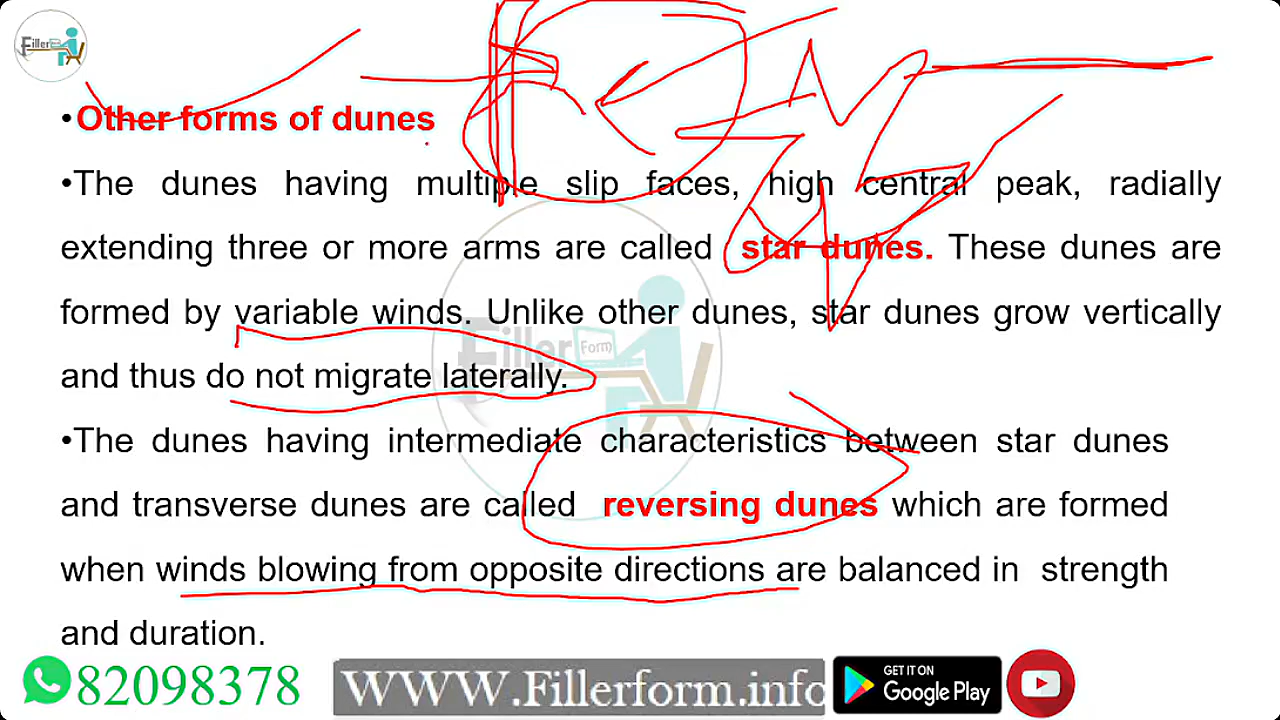 Filler
•Other forms of dunes
•The dunes having multiple slip faces, high central peak, radially
extending three or more arms are called star dunes. These dunes are
formed by variable winds. Unlike other dunes, star dunes grow vertically
and thus do not migrate laterally.
Filler Form
•The dunes having intermediate characteristics between star dunes
and transverse dunes are called reversing dunes which are formed
when winds blowing from opposite directions are balanced in strength
and duration.
82098378
WWW.Fillerform.info
GET IT ON
Google Play